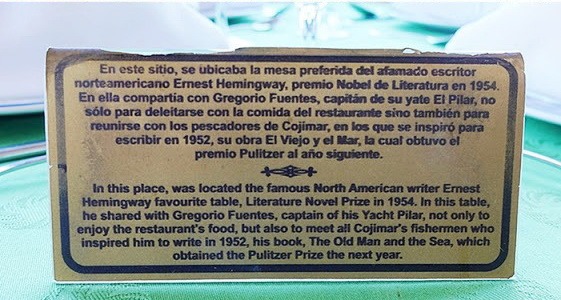 En este sitio, se ubicaba la mesa preferida del afamado escritor
norteamericano Ernest Hemingway, premio Nobel de Literatura en 1954.
En ella compartía con Gregorio Fuentes, capitán de su yate El Pilar, no
sólo para deleitarse con la comida del restaurante sino también para
reunirse con los pescadores de Cojímar, en los que se inspiró para
escribir en 1952, su obra El Viejo y el Mar, la cual obtuvo el
premio Pulitzer al año siguiente.
In this place, was located the famous North American writer Ernest
Hemingway favourite table, Literature Novel Prize in 1954. In this table,
he shared with Gregorio Fuentes, captain of his Yacht Pilar, not only to
enjoy the restaurant's food, but also to meet all Cojimar's fishermen who
inspired him to write in 1952, his book, The Old Man and the Sea, which
obtained the Pulitzer Prize the next year.